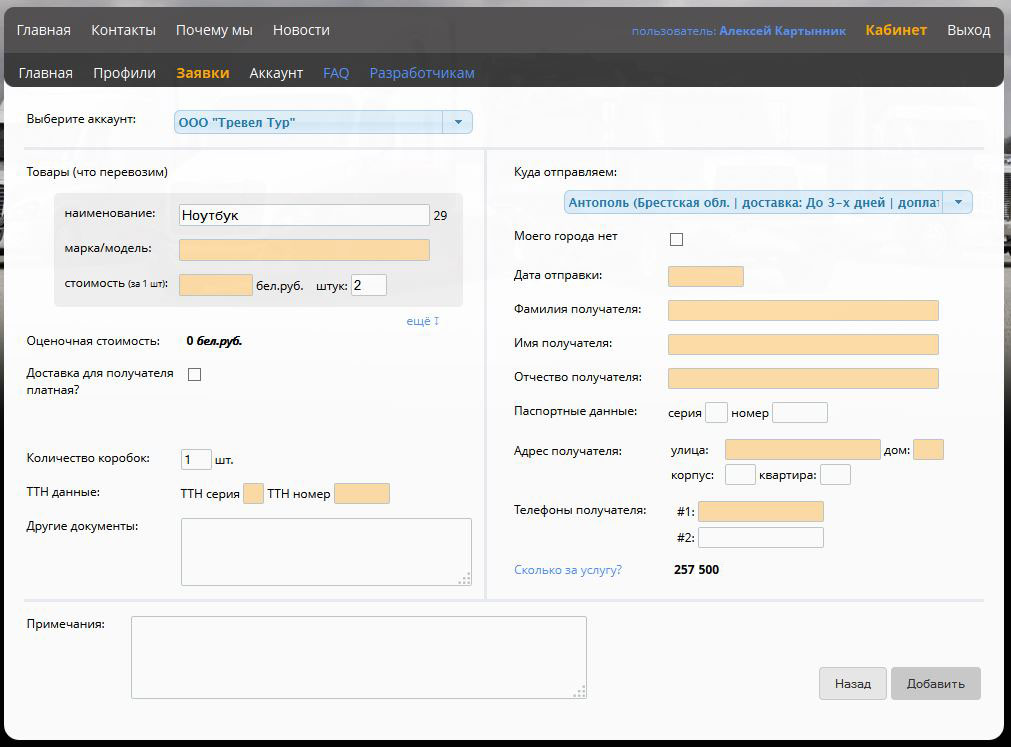 Главная Контакты Почему мы Новости пользователь: Алексей Картынник Кабинет Выход
Главная Профили Заявки Аккаунт FAQ Разработчикам
Выберите аккаунт: ООО "Тревел Тур"
Товары (что перевозим)
наименование: Ноутбук 29
марка/модель:
стоимость (за 1 шт): бел.руб. штук: 2
ещё
Оценочная стоимость: 0 бел.руб.
Доставка для получателя
платная?
Количество коробок: 1 шт.
ТТН данные: ТТН серия ТТН номер
Другие документы:
Куда отправляем:
Антополь (Брестская обл. | доставка: До 3-х дней | доплат
Моего города нет
Дата отправки:
Фамилия получателя:
Имя получателя:
Отчество получателя:
Паспортные данные: серия номер
Адрес получателя: улица: дом:
корпус: квартира:
Телефоны получателя: #1:
#2:
Сколько за услугу? 257 500
Примечания:
Назад Добавить